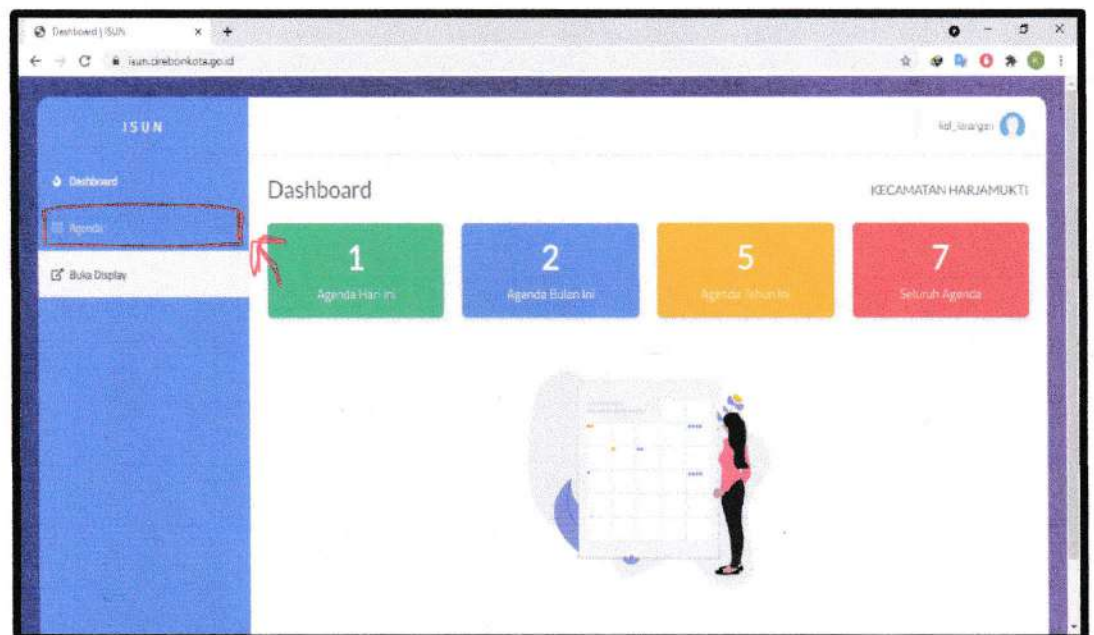 Dashboard | ISUN
isun.cirebonkota.go.id
ISUN
Dashboard
Agenda
Buka Display
Dashboard
KECAMATAN HARJAMUKTI
1
Agenda Hari Ini
2
Agenda Bulan Ini
5
Agenda Tahun Ini
7
Seluruh Agenda